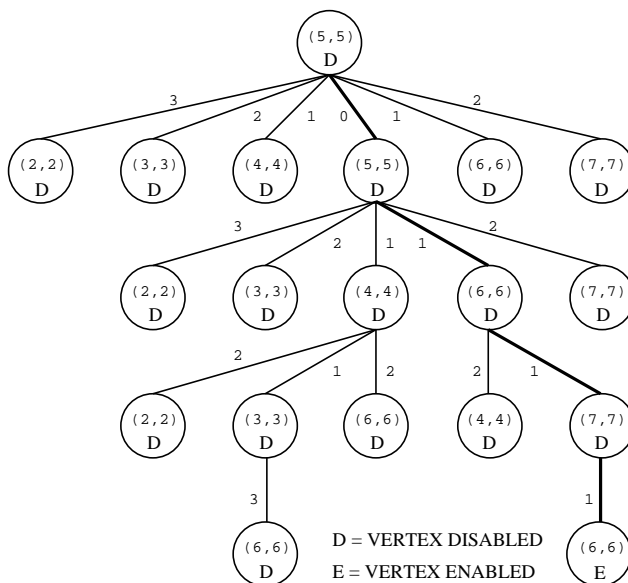 (5,5)
D
3 2 1 0 1 2
(2,2) (3,3) (4,4) (5,5) (6,6) (7,7)
D D D D D D
3 2 1 1 2
(2,2) (3,3) (4,4) (6,6) (7,7)
D D D D D
2 1 2 2 1
(2,2) (3,3) (6,6) (4,4) (7,7)
D D D D D
3 1
(6,6) (6,6)
D E
D = VERTEX DISABLED
E = VERTEX ENABLED